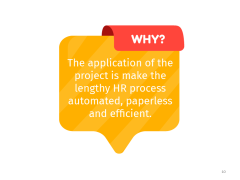 WHY?
The application of the
project is make the
lengthy HR process
automated, paperless
and efficient.